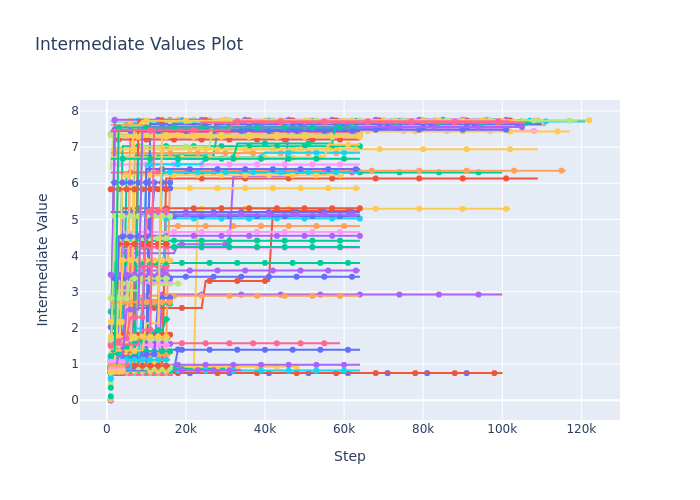 Intermediate Values Plot
8
7
6
5
4
3
2
1
0
Intermediate Value
0
20k
40k
60k
80k
100k
120k
Step